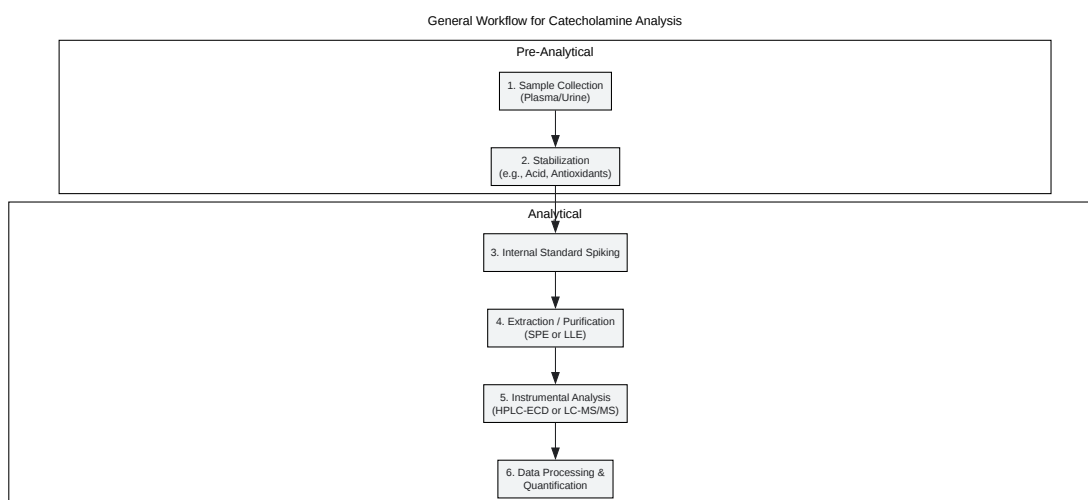 General Workflow for Catecholamine Analysis
Pre-Analytical
1. Sample Collection
(Plasma/Urine)
2. Stabilization
(e.g., Acid, Antioxidants)
Analytical
3. Internal Standard Spiking
4. Extraction / Purification
(SPE or LLE)
5. Instrumental Analysis
(HPLC-ECD or LC-MS/MS)
6. Data Processing &
Quantification